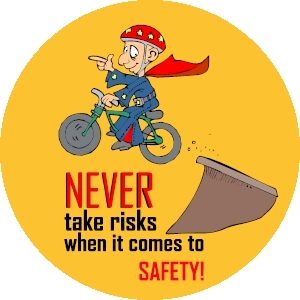 NEVER
take risks
when it comes to
SAFETY!